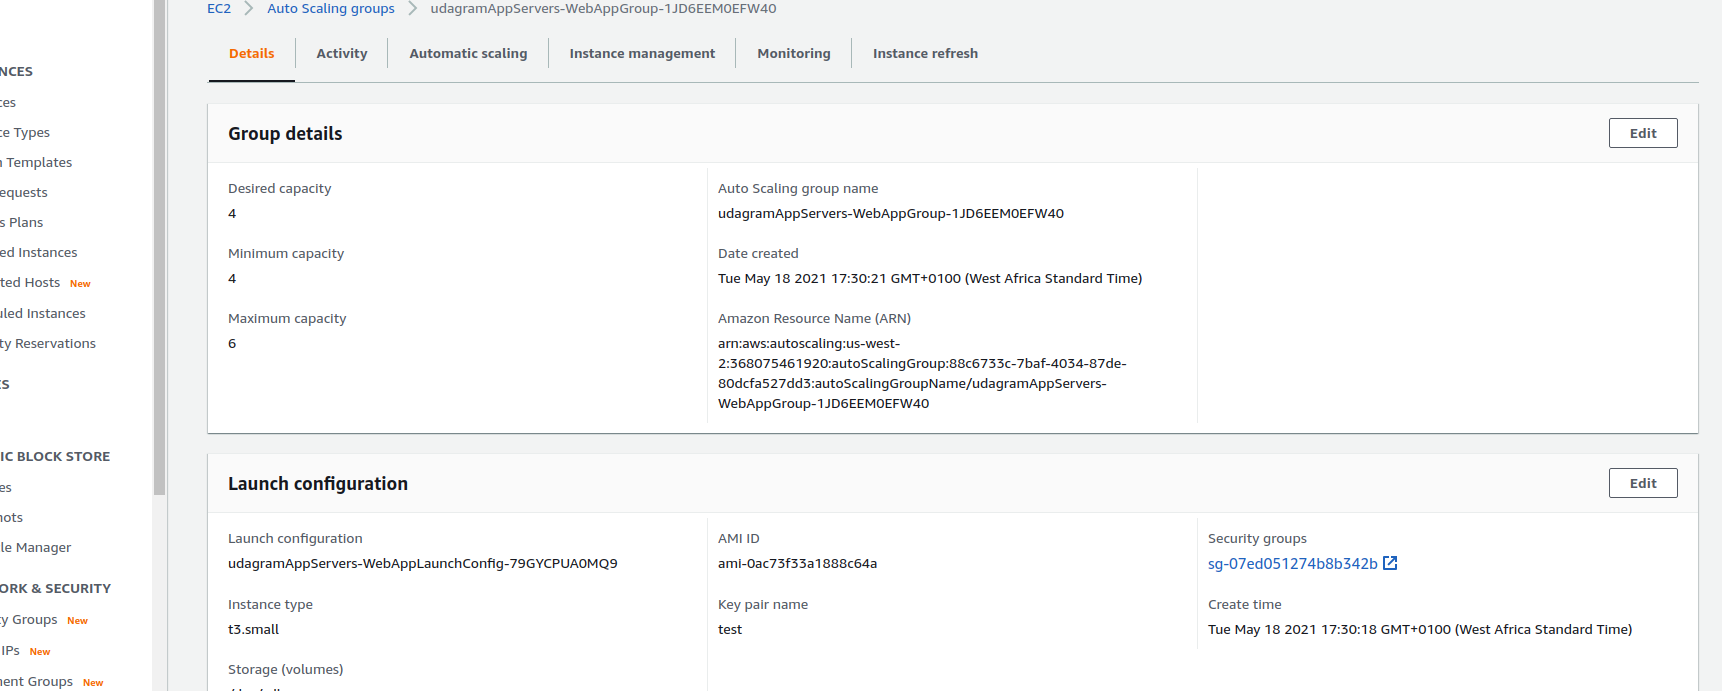 EC2 > Auto Scaling groups > udagramAppServers-WebAppGroup-1JD6EEM0EFW40
Details Activity Automatic scaling Instance management Monitoring Instance refresh
NCES
ces
ce Types
n Templates
equests
s Plans
ed Instances
ted Hosts New
uled Instances
ty Reservations
ES
IC BLOCK STORE
es
hots
le Manager
ORK & SECURITY
ty Groups New
IPs New
ment Groups New
Group details
Edit
Desired capacity
4
Minimum capacity
4
Maximum capacity
6
Auto Scaling group name
udagramAppServers-WebAppGroup-1JD6EEM0EFW40
Date created
Tue May 18 2021 17:30:21 GMT+0100 (West Africa Standard Time)
Amazon Resource Name (ARN)
arn:aws:autoscaling:us-west-
2:368075461920:autoScalingGroup:88c6733c-7baf-4034-87de-
80dcfa527dd3:autoScalingGroupName/udagramAppServers-
WebAppGroup-1JD6EEM0EFW40
Launch configuration
Edit
Launch configuration
udagramAppServers-WebAppLaunchConfig-79GYCPUA0MQ9
Instance type
t3.small
Storage (volumes)
AMI ID
ami-0ac73f33a1888c64a
Key pair name
test
Security groups
sg-07ed051274b8b342b
Create time
Tue May 18 2021 17:30:18 GMT+0100 (West Africa Standard Time)